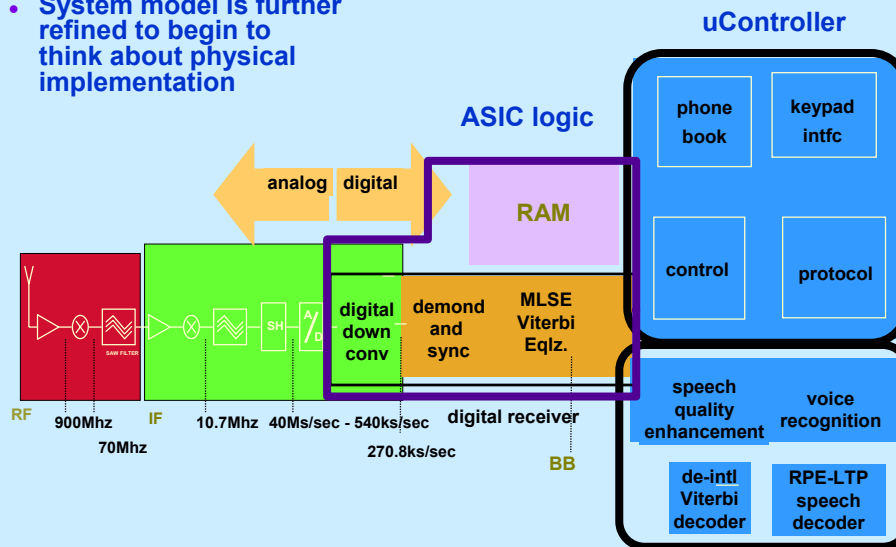 • System model is further
refined to begin to
think about physical
implementation
uController
ASIC logic
phone
book
keypad
intfc
control
protocol
analog digital
RAM
SH
A/D
SAW FILTER
digital
down
conv
demond
and
sync
MLSE
Viterbi
Eqlz.
RF
900Mhz
70Mhz
IF
10.7Mhz
40Ms/sec - 540ks/sec
270.8ks/sec
digital receiver
BB
speech
quality
enhancement
voice
recognition
de-intl
Viterbi
decoder
RPE-LTP
speech
decoder